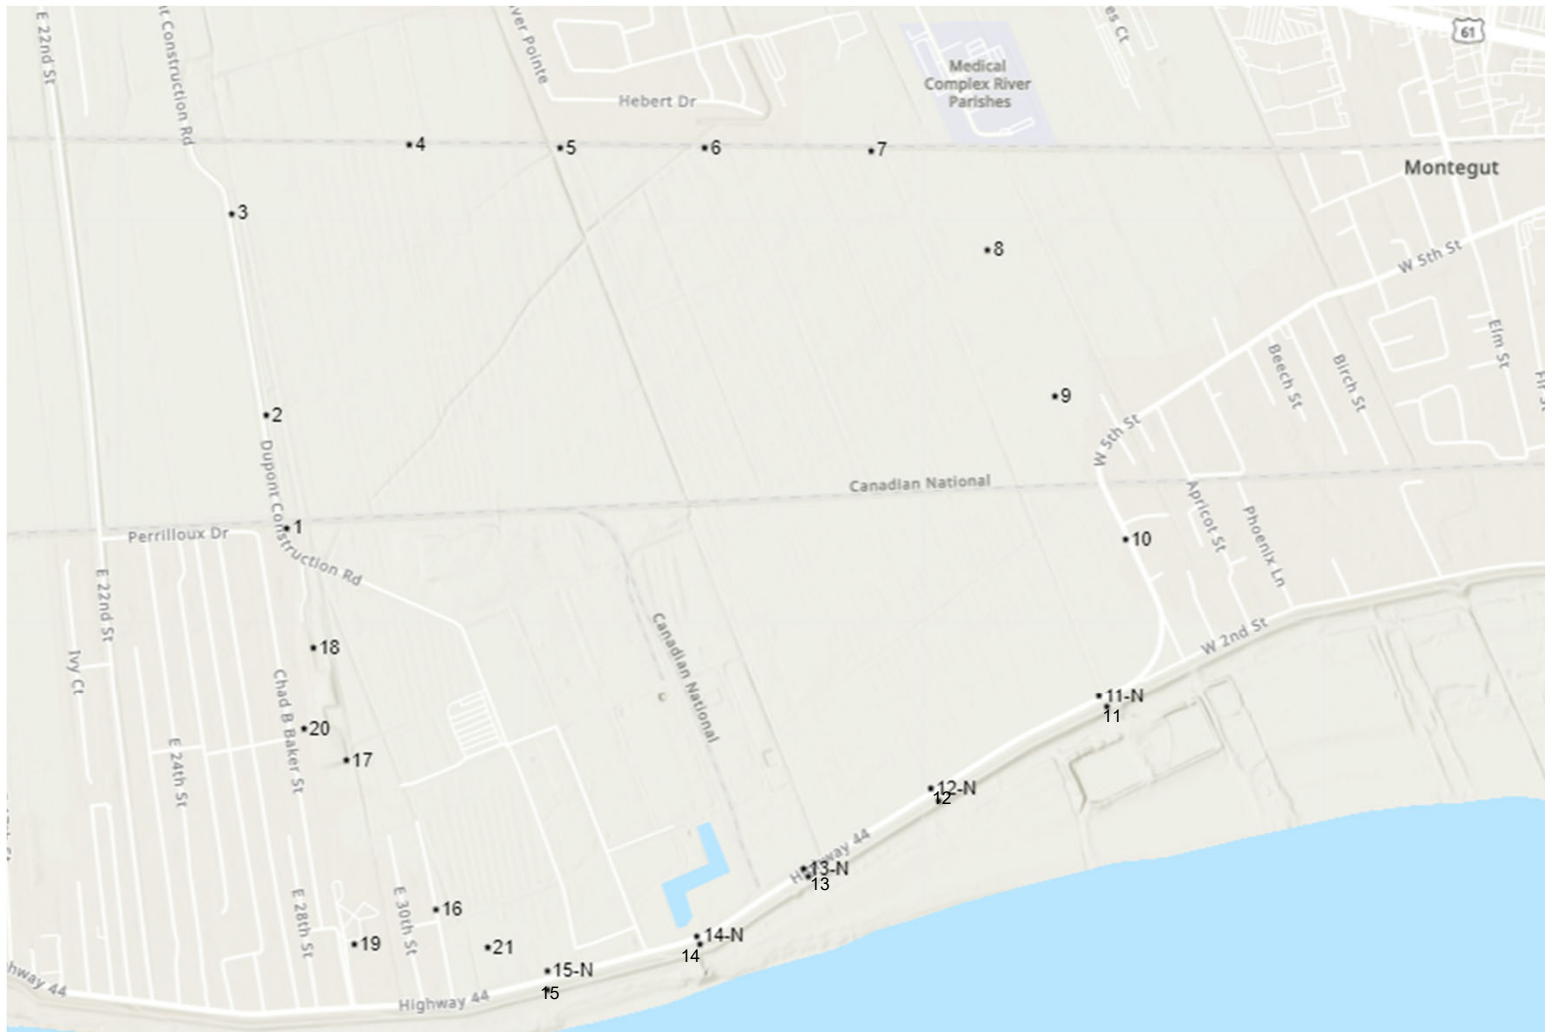 E 22nd St
t Construction Rd
ver Pointe
es Ct
61
Medical
Complex River
Parishes
Hebert Dr
4
5
6
7
Montegut
3
8
W 5th St
Elm St
Beech St
Birch St
9
2
W 5th St
Dupont Construction Rd
Canadian National
1
Perrilloux Dr
Apricot St
Phoenix Ln
10
E 22nd St
Canadian National
18
W 2nd St
Ivy Ct
Chad B Baker St
11-N
11
20
E 24th St
17
12-N
12
Highway 44
13-N
13
E 28th St
E 30th St
16
19
21
14-N
14
15-N
15
hway 44
Highway 44